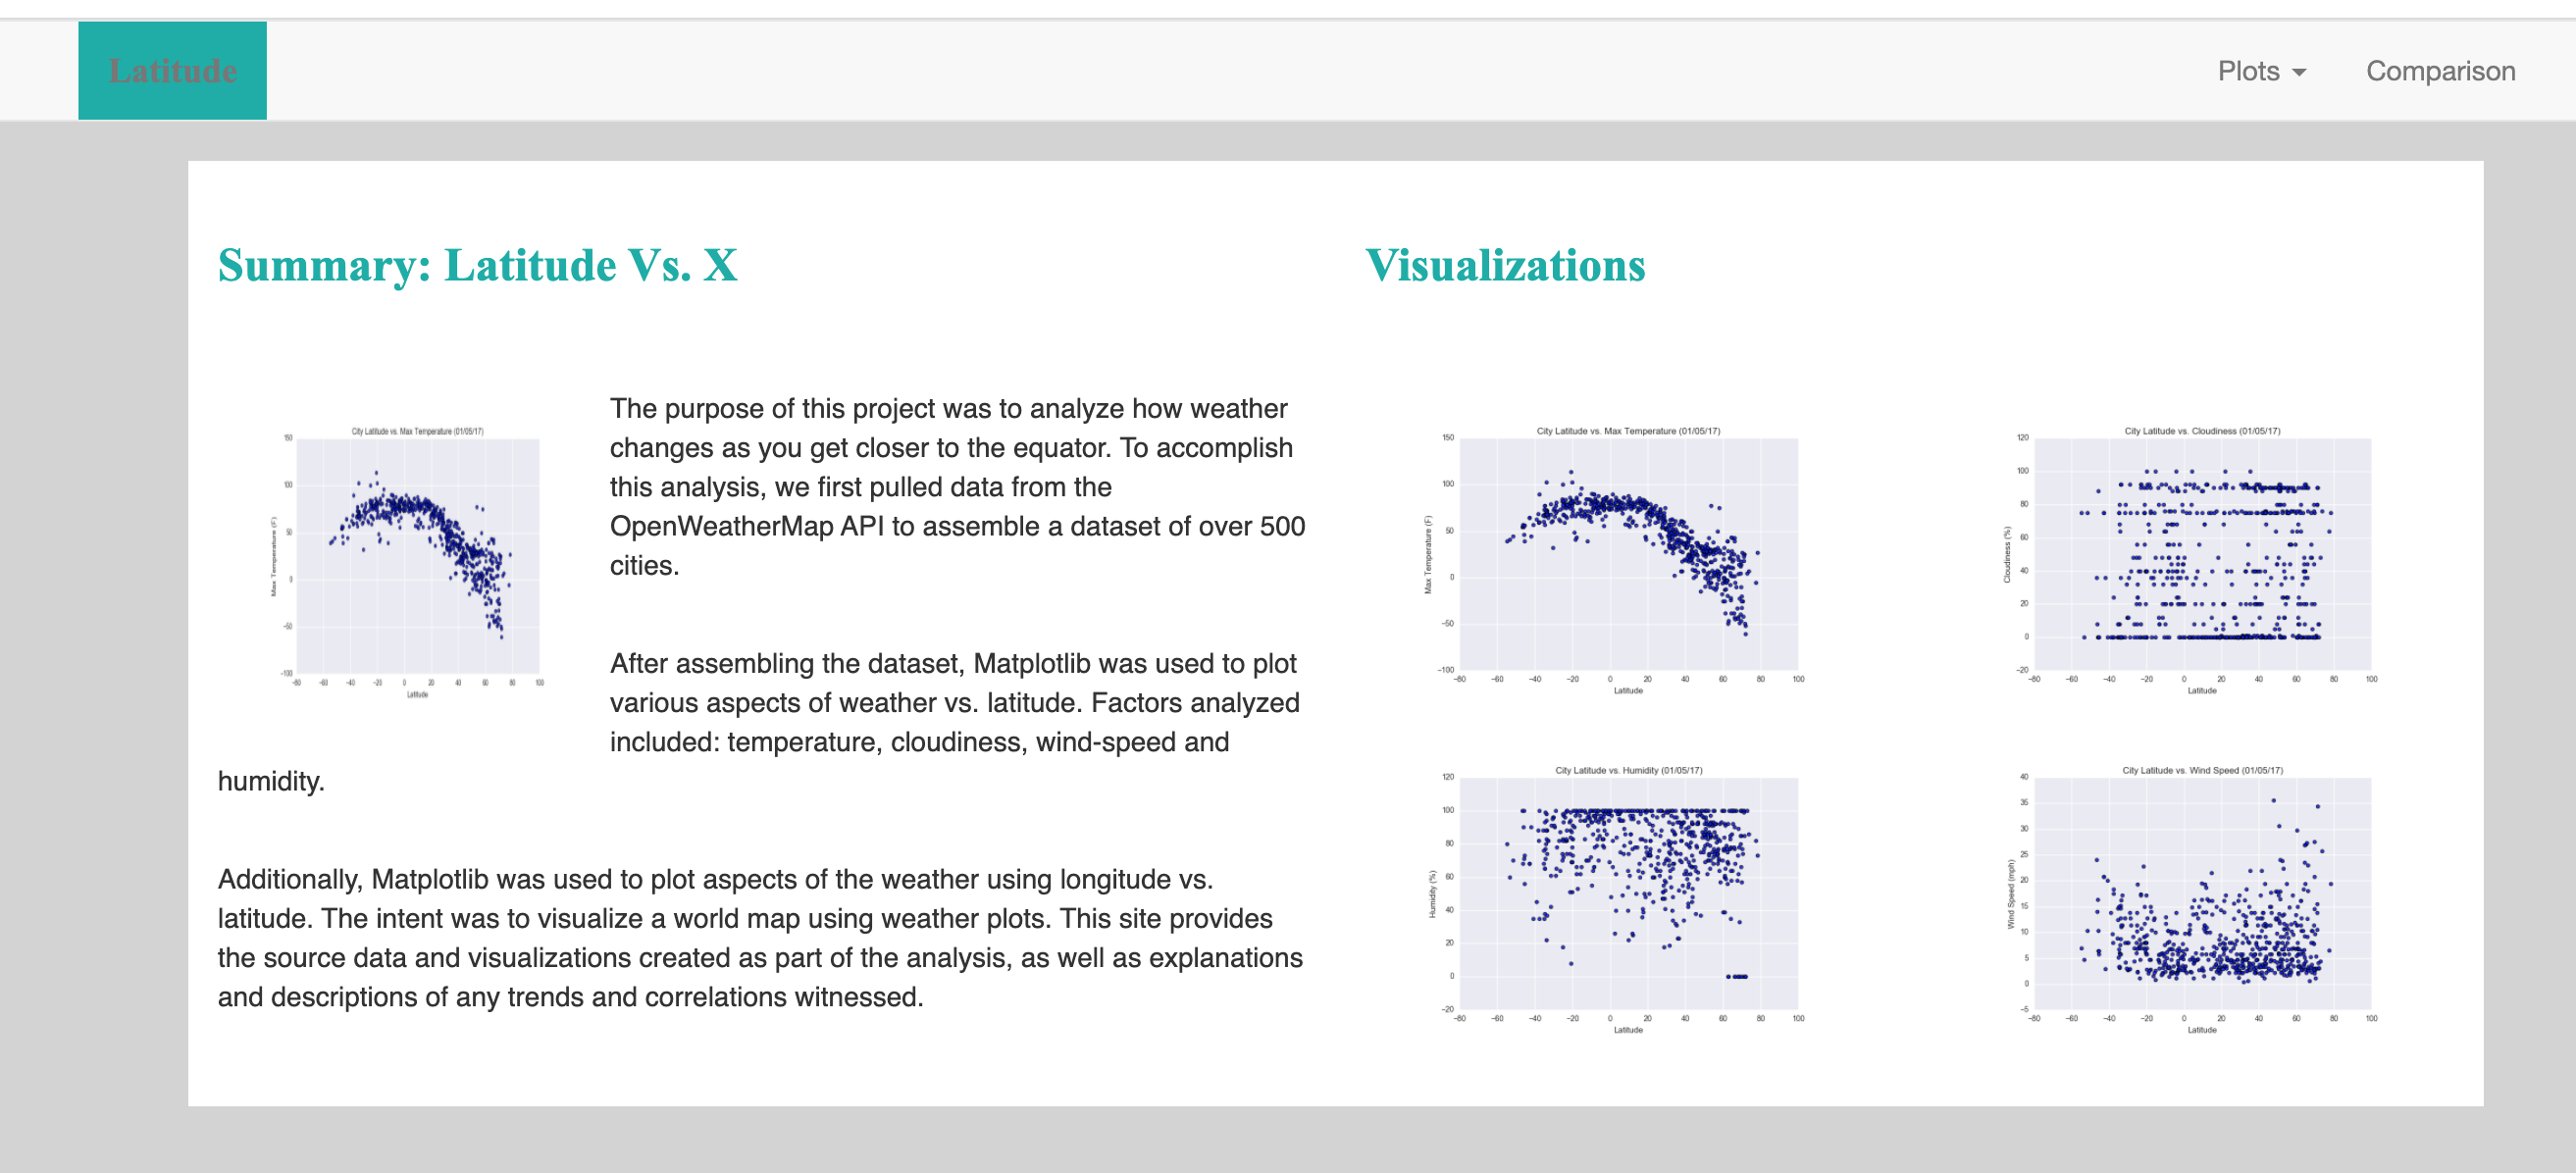 Latitude
Plots
Comparison
Summary: Latitude Vs. X
City Latitude vs. Max Temperature (01/05/17)
150
100
50
0
-50
-100
Max Temperature (F)
-80 -60 -40 -20 0 20 40 60 80 100
Latitude
The purpose of this project was to analyze how weather
changes as you get closer to the equator. To accomplish
this analysis, we first pulled data from the
OpenWeatherMap API to assemble a dataset of over 500
cities.
After assembling the dataset, Matplotlib was used to plot
various aspects of weather vs. latitude. Factors analyzed
included: temperature, cloudiness, wind-speed and
humidity.
Additionally, Matplotlib was used to plot aspects of the weather using longitude vs.
latitude. The intent was to visualize a world map using weather plots. This site provides
the source data and visualizations created as part of the analysis, as well as explanations
and descriptions of any trends and correlations witnessed.
Visualizations
City Latitude vs. Max Temperature (01/05/17)
150
100
50
0
-50
-100
Max Temperature (F)
-80 -60 -40 -20 0 20 40 60 80 100
Latitude
City Latitude vs. Cloudiness (01/05/17)
120
100
80
60
40
20
0
-20
Cloudiness (%)
-80 -60 -40 -20 0 20 40 60 80 100
Latitude
City Latitude vs. Humidity (01/05/17)
120
100
80
60
40
20
0
-20
Humidity (%)
-80 -60 -40 -20 0 20 40 60 80 100
Latitude
City Latitude vs. Wind Speed (01/05/17)
40
35
30
25
20
15
10
5
0
-5
Wind Speed (mph)
-80 -60 -40 -20 0 20 40 60 80 100
Latitude